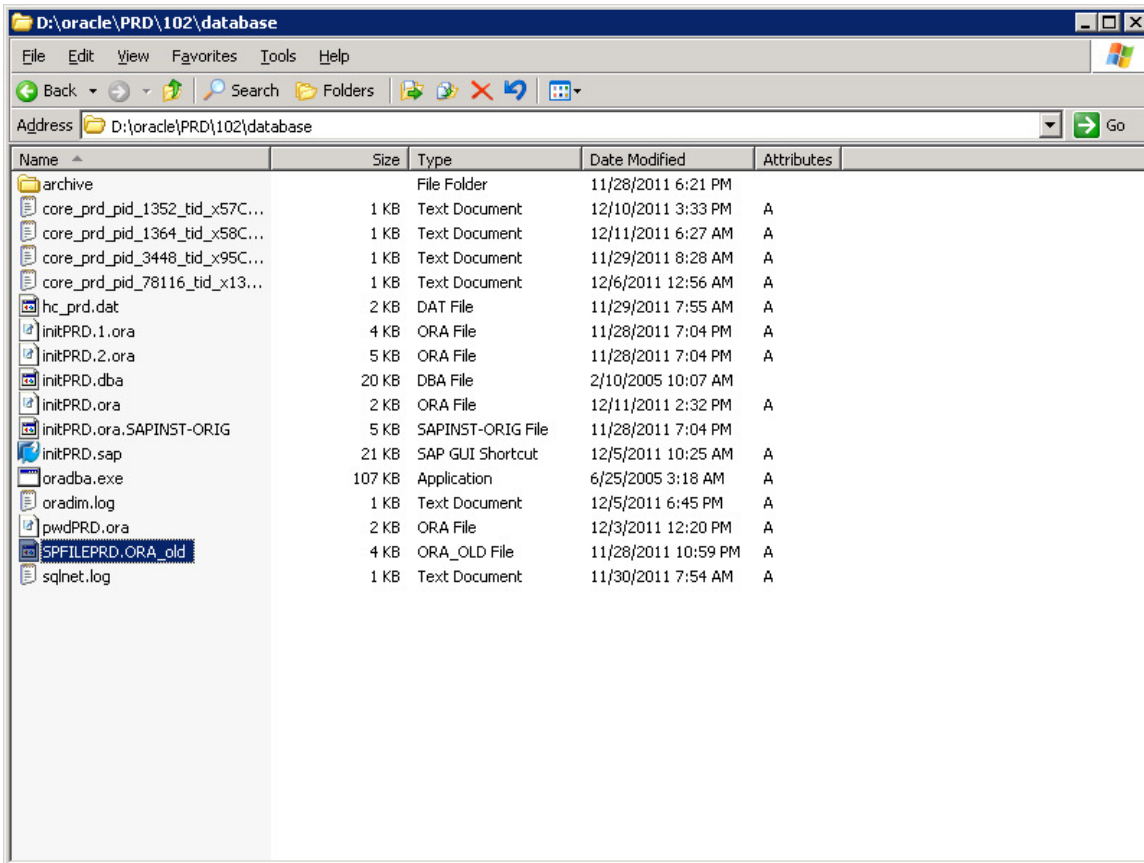 D:\oracle\PRD\102\database
File Edit View Favorites Tools Help
Back Search Folders
Address D:\oracle\PRD\102\database Go
Name Size Type Date Modified Attributes
archive File Folder 11/28/2011 6:21 PM
core_prd_pid_1352_tid_x57C... 1 KB Text Document 12/10/2011 3:33 PM A
core_prd_pid_1364_tid_x58C... 1 KB Text Document 12/11/2011 6:27 AM A
core_prd_pid_3448_tid_x95C... 1 KB Text Document 11/29/2011 8:28 AM A
core_prd_pid_78116_tid_x13... 1 KB Text Document 12/6/2011 12:56 AM A
hc_prd.dat 2 KB DAT File 11/29/2011 7:55 AM A
initPRD.1.ora 4 KB ORA File 11/28/2011 7:04 PM A
initPRD.2.ora 5 KB ORA File 11/28/2011 7:04 PM A
initPRD.dba 20 KB DBA File 2/10/2005 10:07 AM
initPRD.ora 2 KB ORA File 12/11/2011 2:32 PM A
initPRD.ora.SAPINST-ORIG 5 KB SAPINST-ORIG File 11/28/2011 7:04 PM
initPRD.sap 21 KB SAP GUI Shortcut 12/5/2011 10:25 AM A
oradba.exe 107 KB Application 6/25/2005 3:18 AM A
oradim.log 1 KB Text Document 12/5/2011 6:45 PM A
pwdPRD.ora 2 KB ORA File 12/3/2011 12:20 PM A
SPFILEPRD.ORA_old 4 KB ORA_OLD File 11/28/2011 10:59 PM A
sqlnet.log 1 KB Text Document 11/30/2011 7:54 AM A